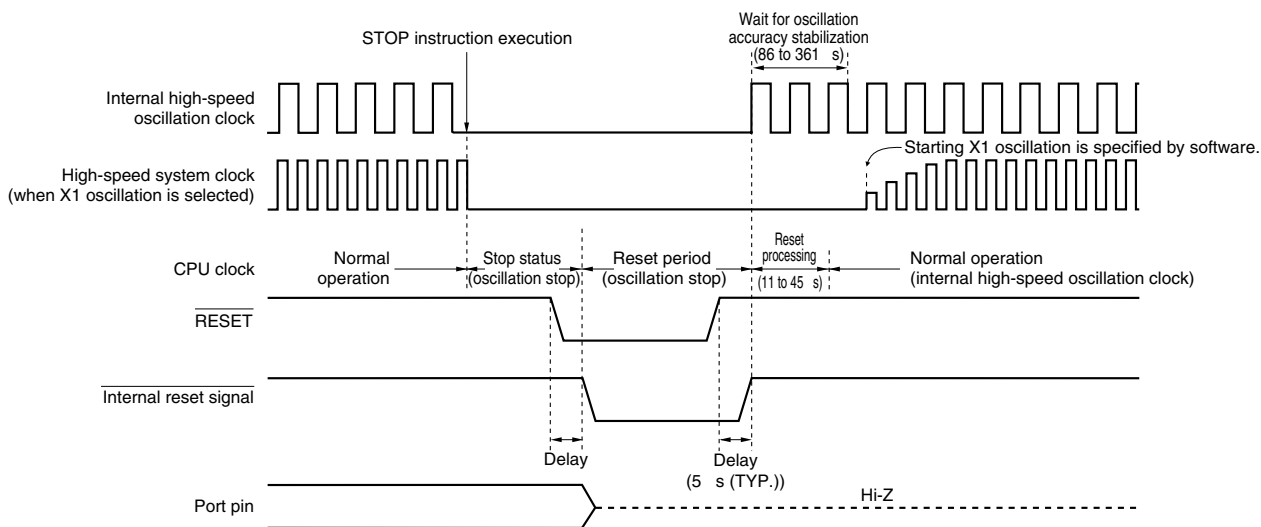 Wait for oscillation
accuracy stabilization
(86 to 361 s)
STOP instruction execution
Internal high-speed
oscillation clock
Starting X1 oscillation is specified by software.
High-speed system clock
(when X1 oscillation is selected)
CPU clock
Normal
operation
Stop status
(oscillation stop)
Reset period
(oscillation stop)
Reset
processing
(11 to 45 s)
Normal operation
(internal high-speed oscillation clock)
RESET
Internal reset signal
Delay
Delay
(5 s (TYP.))
Port pin
Hi-Z